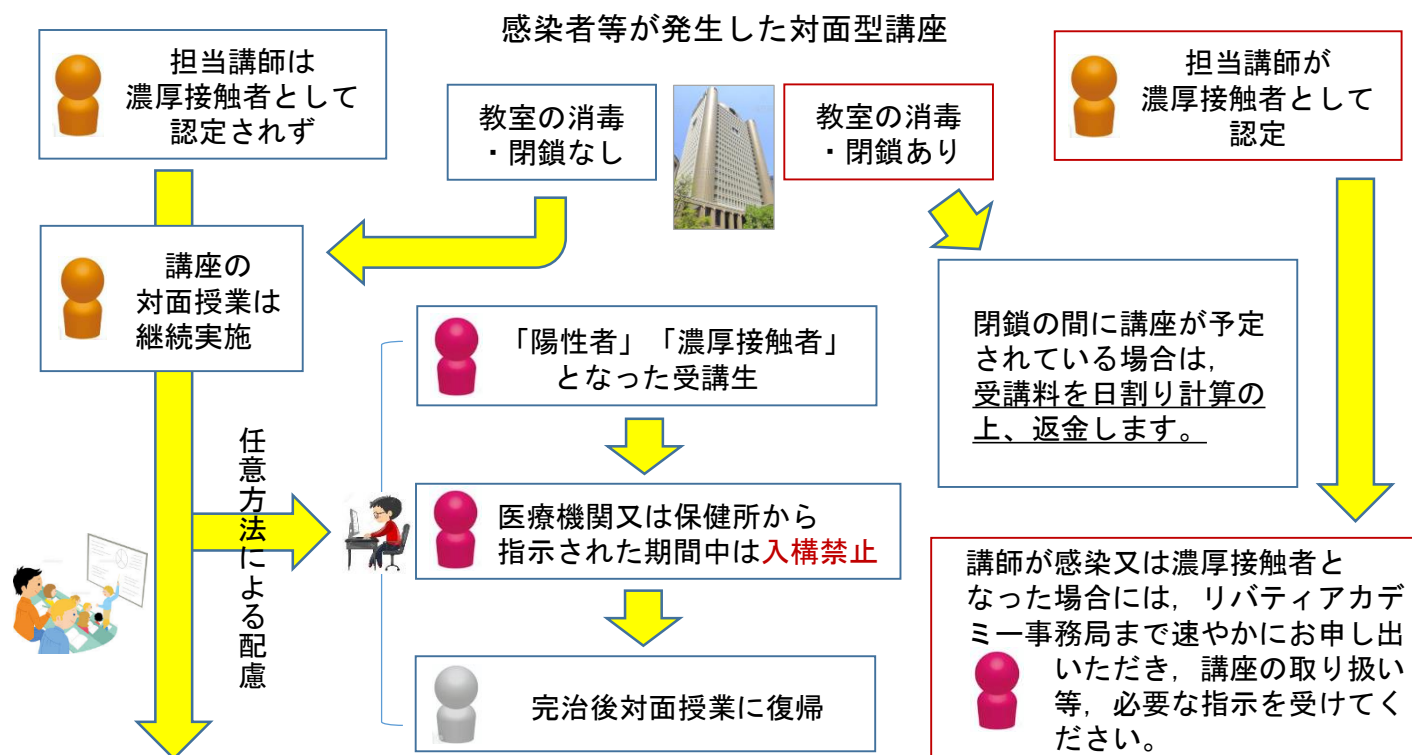 感染者等が発生した対面型講座
担当講師は
濃厚接触者として
認定されず
教室の消毒
・閉鎖なし
教室の消毒
・閉鎖あり
担当講師が
濃厚接触者として
認定
講座の
対面授業は
継続実施
「陽性者」「濃厚接触者」
となった受講生
閉鎖の間に講座が予定
されている場合は，
受講料を日割り計算の
上、返金します。
任意方法による配慮
医療機関又は保健所から
指示された期間中は入構禁止
完治後対面授業に復帰
講師が感染又は濃厚接触者と
なった場合には，リバティアカデ
ミー事務局まで速やかにお申し出
いただき，講座の取り扱い
等，必要な指示を受けてく
ださい。